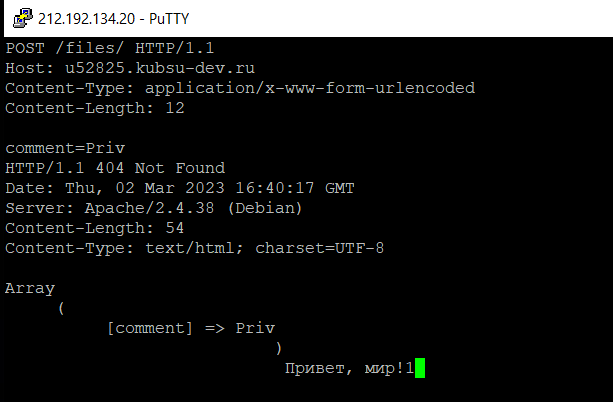 212.192.134.20 - PuTTY
POST /files/ HTTP/1.1
Host: u52825.kubsu-dev.ru
Content-Type: application/x-www-form-urlencoded
Content-Length: 12
comment=Priv
HTTP/1.1 404 Not Found
Date: Thu, 02 Mar 2023 16:40:17 GMT
Server: Apache/2.4.38 (Debian)
Content-Length: 54
Content-Type: text/html; charset=UTF-8
Array
(
[comment] => Priv
)
Привет, мир!1